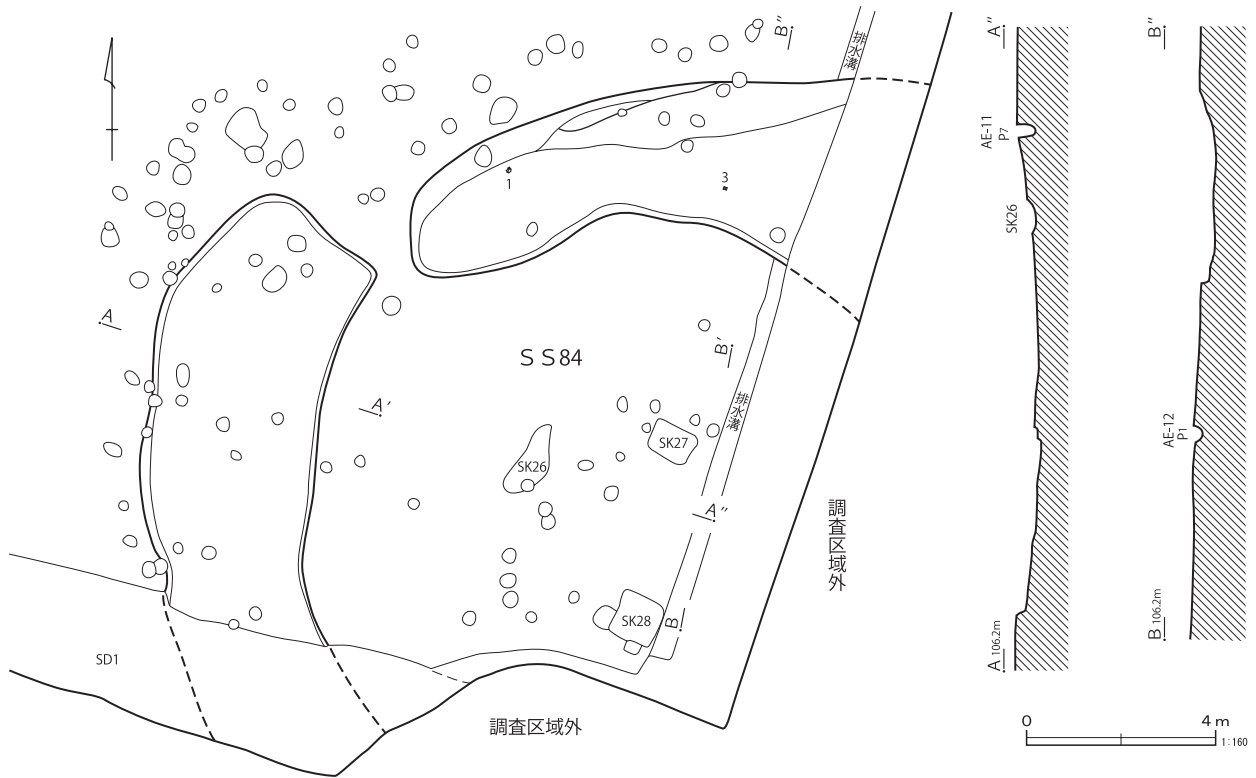 B″
排水溝
1
3
A
SS84
B′
A′
排水溝
SK27
SK26
A″
調査区域外
SK28
B
SD1
調査区域外
A″
AE-11
P7
SK26
A 106.2m
B″
AE-12
P1
B 106.2m
0 4 m
1:160